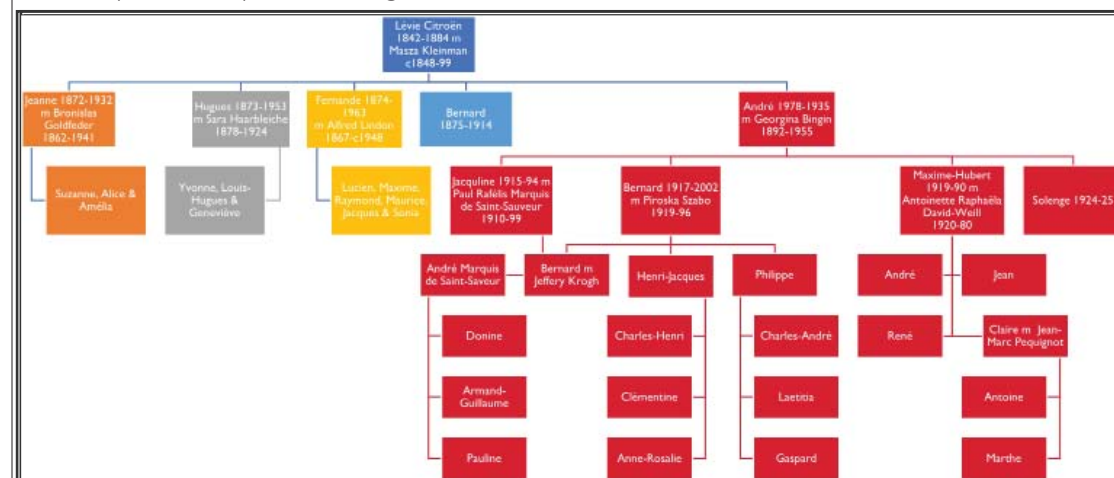 Lévie Citroën
1842-1884 m
Masza Kleinman
c1848-99
Jeanne 1872-1932
m Bronislas
Goldfeder
1862-1941
Hugues 1873-1953
m Sara Haarbleiche
1878-1924
Fernande 1874-
1963
m Alfred Lindon
1867-c1948
Bernard
1875-1914
André 1978-1935
m Georgina Bingin
1892-1955
Suzanne, Alice &
Amélia
Yvonne, Louis-
Hugues &
Geneviève
Lucien, Maxime,
Raymond, Maurice,
Jacques & Sonia
Jacquline 1915-94 m
Paul Rafélis Marquis
de Saint-Sauveur
1910-99
Bernard 1917-2002
m Piroska Szabo
1919-96
Maxime-Hubert
1919-90 m
Antoinette Raphaëla
David-Weill
1920-80
Solenge 1924-25
André Marquis
de Saint-Saveur
Bernard m
Jeffery Krogh
Henri-Jacques
Philippe
André
Jean
Donine
Charles-Henri
Charles-André
René
Claire m Jean-
Marc Pequignot
Armand-
Guillaume
Clémentine
Laetitia
Antoine
Pauline
Anne-Rosalie
Gaspard
Marthe